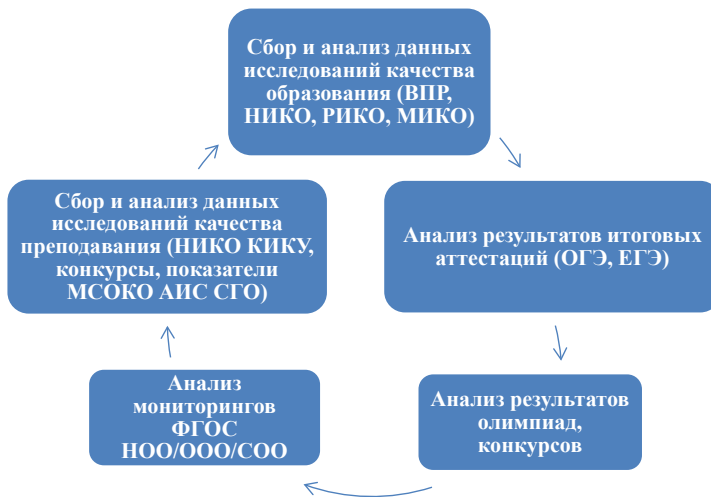 Сбор и анализ данных
исследований качества
образования (ВПР,
НИКО, РИКО, МИКО)
Анализ результатов итоговых
аттестаций (ОГЭ, ЕГЭ)
Анализ результатов
олимпиад,
конкурсов
Анализ
мониторингов
ФГОС
НОО/ООО/СОО
Сбор и анализ данных
исследований качества
преподавания (НИКО КИКУ,
конкурсы, показатели
МСОКО АИС СГО)